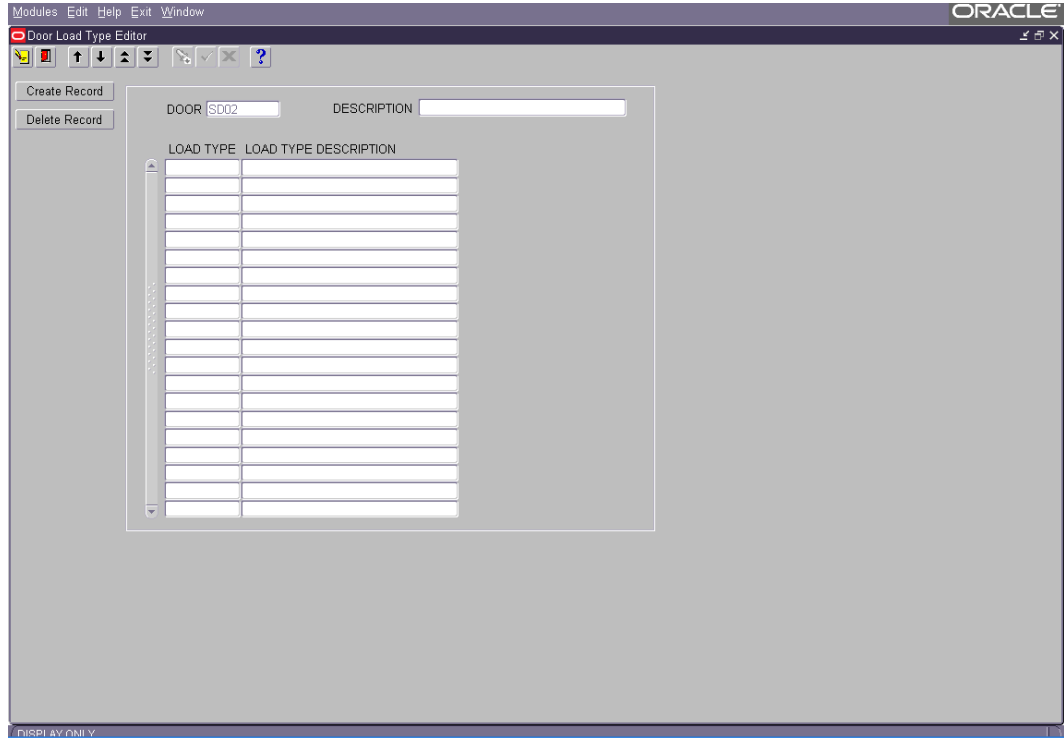 Modules Edit Help Exit Window
ORACLE
Door Load Type Editor
Create Record
Delete Record
DOOR SD02 DESCRIPTION
LOAD TYPE LOAD TYPE DESCRIPTION
DISPLAY ONLY